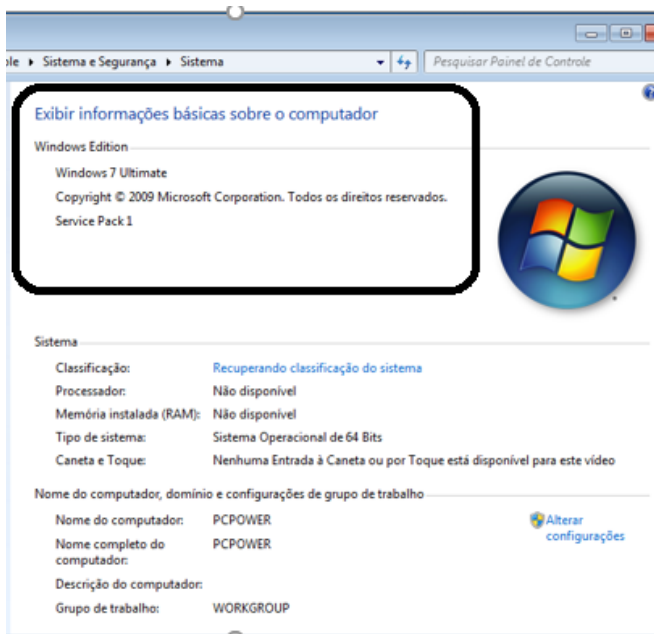 Sistema e Segurança ▸ Sistema
Pesquisar Painel de Controle
Exibir informações básicas sobre o computador
Windows Edition
Windows 7 Ultimate
Copyright © 2009 Microsoft Corporation. Todos os direitos reservados.
Service Pack 1
Sistema
Classificação: Recuperando classificação do sistema
Processador: Não disponível
Memória instalada (RAM): Não disponível
Tipo de sistema: Sistema Operacional de 64 Bits
Caneta e Toque: Nenhuma Entrada à Caneta ou por Toque está disponível para este vídeo
Nome do computador, domínio e configurações de grupo de trabalho
Nome do computador: PCPOWER
Alterar
configurações
Nome completo do
computador: PCPOWER
Descrição do computador:
Grupo de trabalho: WORKGROUP